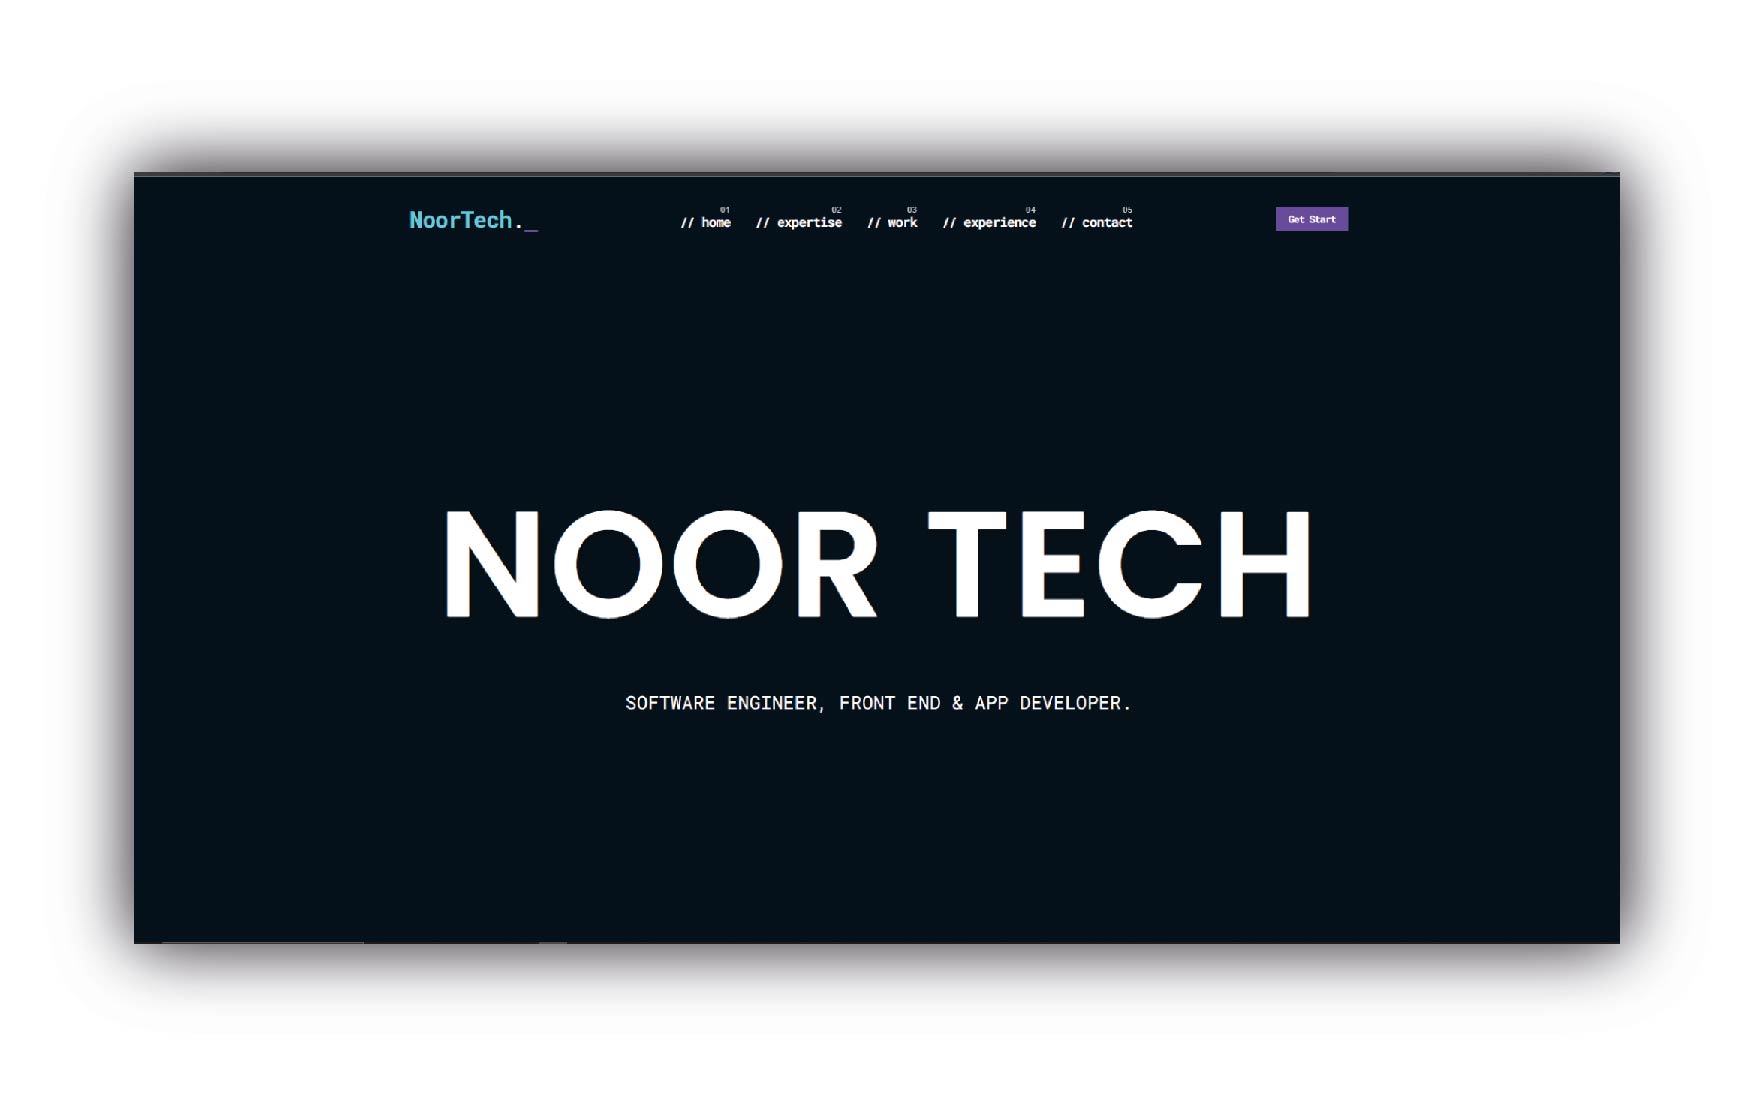 NoorTech._
01 02 03 04 05
// home // expertise // work // experience // contact
Get Start
NOOR TECH
SOFTWARE ENGINEER, FRONT END & APP DEVELOPER.